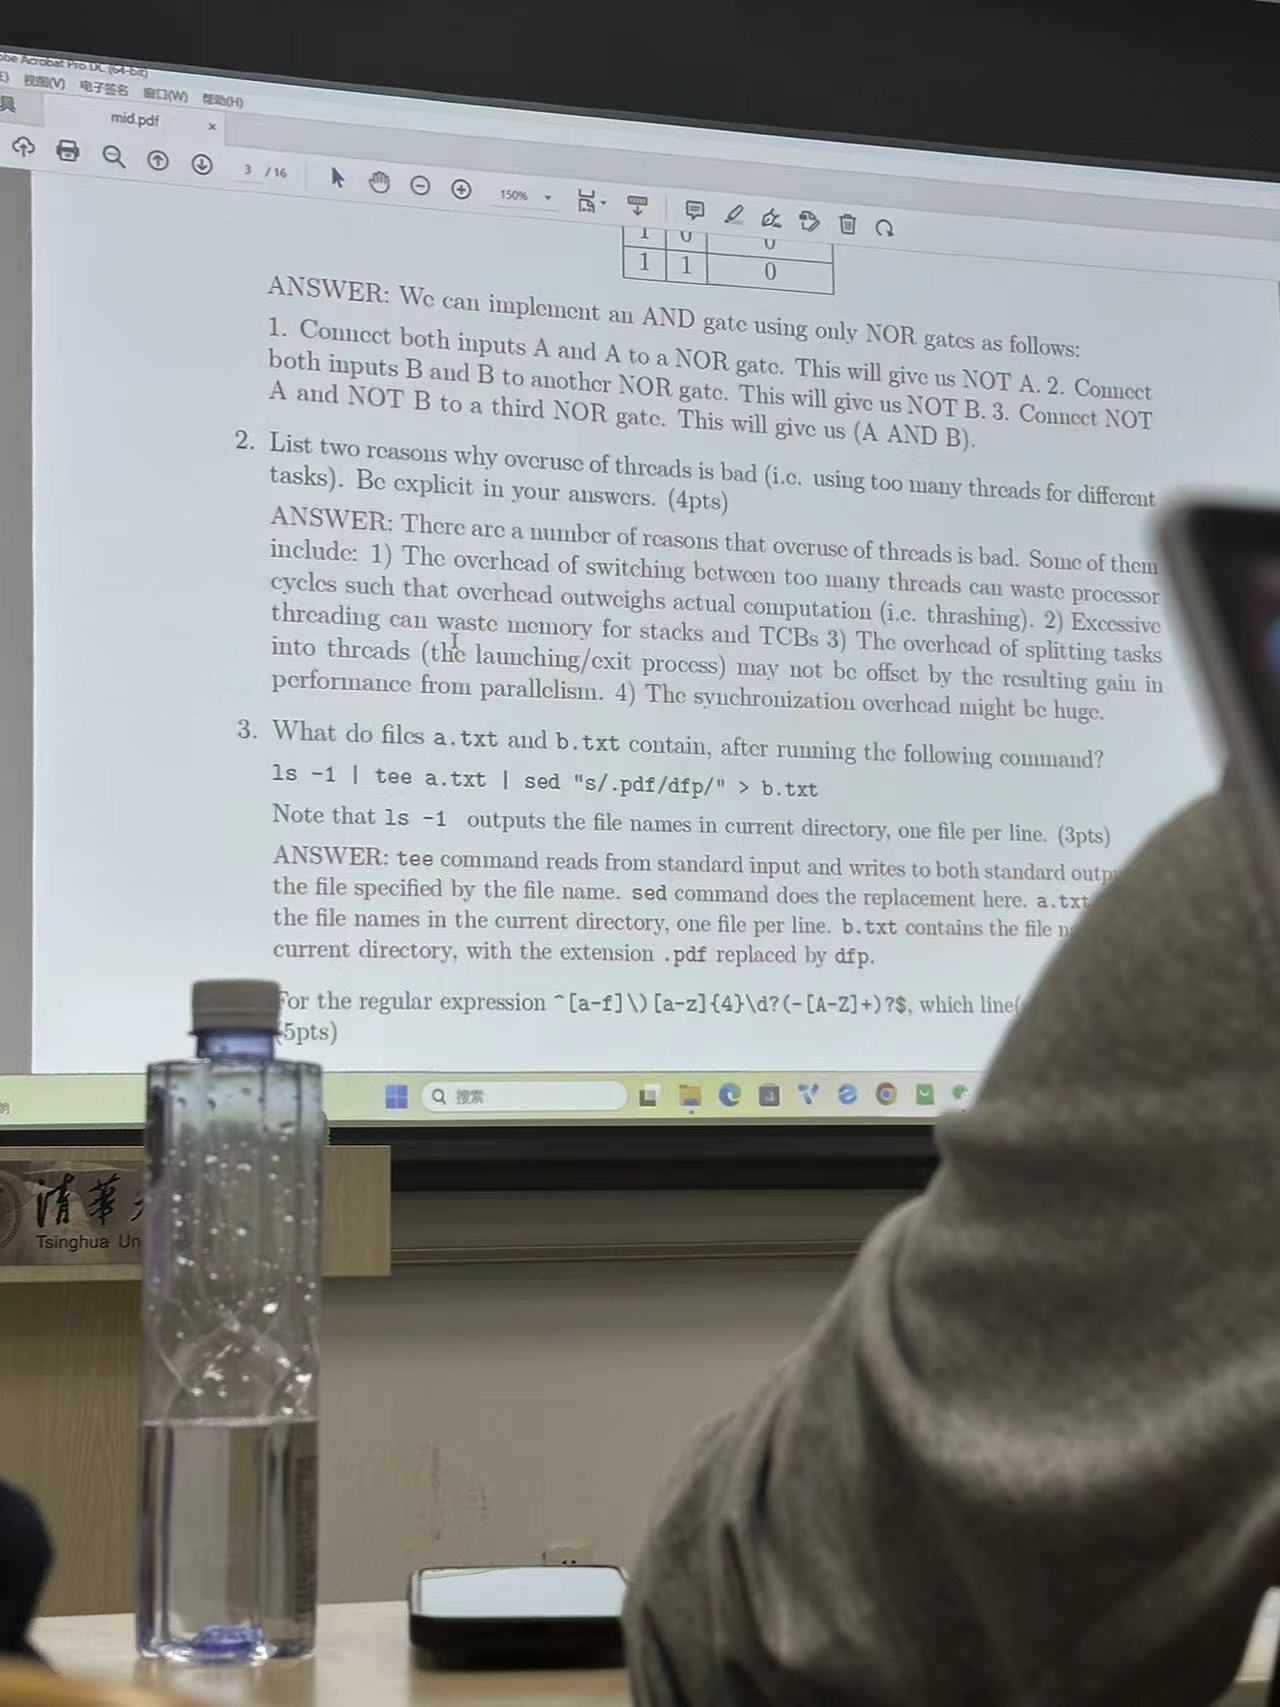 obe Acrobat Pro DC (64-bit)
E) 视图(V) 电子签名 窗口(W) 帮助(H)
具 mid.pdf ×
3 / 16 150%
1 0 0
1 1 0
ANSWER: We can implement an AND gate using only NOR gates as follows:
1. Connect both inputs A and A to a NOR gate. This will give us NOT A. 2. Connect
both inputs B and B to another NOR gate. This will give us NOT B. 3. Connect NOT
A and NOT B to a third NOR gate. This will give us (A AND B).
2. List two reasons why overuse of threads is bad (i.e. using too many threads for different
tasks). Be explicit in your answers. (4pts)
ANSWER: There are a number of reasons that overuse of threads is bad. Some of them
include: 1) The overhead of switching between too many threads can waste processor
cycles such that overhead outweighs actual computation (i.e. thrashing). 2) Excessive
threading can waste memory for stacks and TCBs 3) The overhead of splitting tasks
into threads (the launching/exit process) may not be offset by the resulting gain in
performance from parallelism. 4) The synchronization overhead might be huge.
3. What do files a.txt and b.txt contain, after running the following command?
ls -1 | tee a.txt | sed "s/.pdf/dfp/" > b.txt
Note that ls -1 outputs the file names in current directory, one file per line. (3pts)
ANSWER: tee command reads from standard input and writes to both standard outp
the file specified by the file name. sed command does the replacement here. a.txt
the file names in the current directory, one file per line. b.txt contains the file n
current directory, with the extension .pdf replaced by dfp.
For the regular expression ^[a-f]\)[a-z]{4}\d?(-[A-Z]+)?$, which line(
(5pts)
搜索
清華大
Tsinghua Un